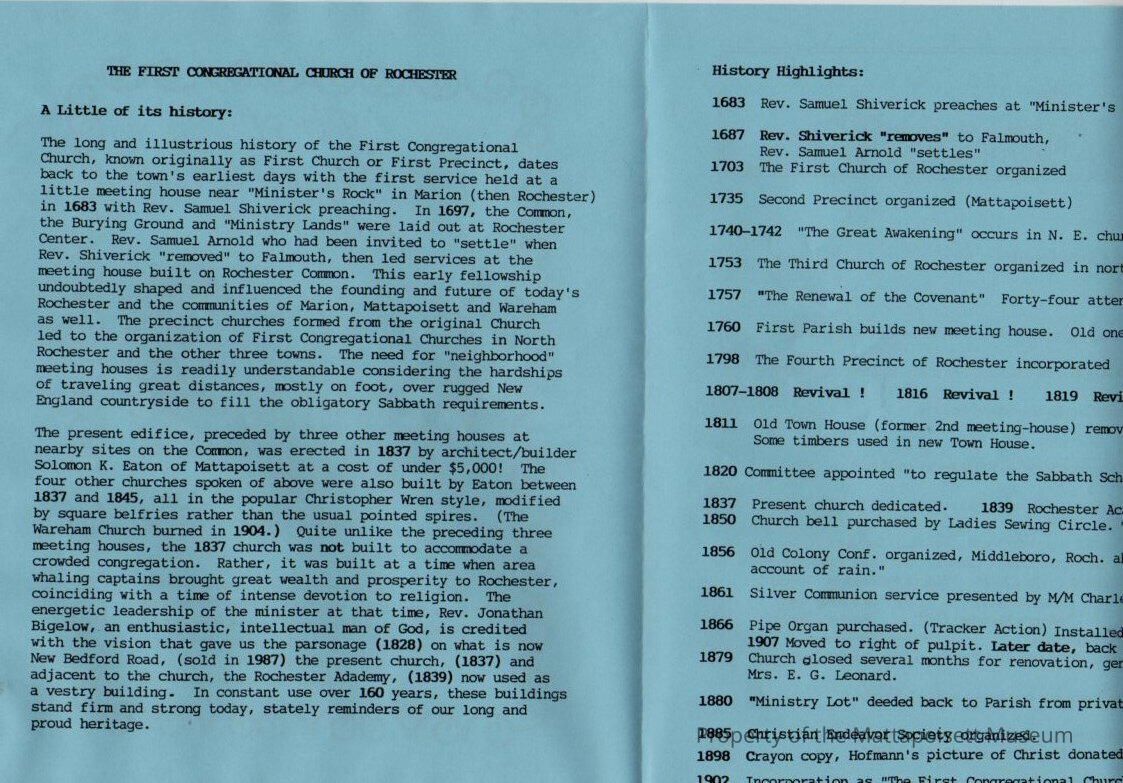 THE FIRST CONGREGATIONAL CHURCH OF ROCHESTER
A Little of its history:
The long and illustrious history of the First Congregational
Church, known originally as First Church or First Precinct, dates
back to the town's earliest days with the first service held at a
little meeting house near "Minister's Rock" in Marion (then Rochester)
in 1683 with Rev. Samuel Shiverick preaching. In 1697, the Common,
the Burying Ground and "Ministry Lands" were laid out at Rochester
Center. Rev. Samuel Arnold who had been invited to "settle" when
Rev. Shiverick "removed" to Falmouth, then led services at the
meeting house built on Rochester Common. This early fellowship
undoubtedly shaped and influenced the founding and future of today's
Rochester and the communities of Marion, Mattapoisett and Wareham
as well. The precinct churches formed from the original Church
led to the organization of First Congregational Churches in North
Rochester and the other three towns. The need for "neighborhood"
meeting houses is readily understandable considering the hardships
of traveling great distances, mostly on foot, over rugged New
England countryside to fill the obligatory Sabbath requirements.
The present edifice, preceded by three other meeting houses at
nearby sites on the Common, was erected in 1837 by architect/builder
Solomon K. Eaton of Mattapoisett at a cost of under $5,000! The
four other churches spoken of above were also built by Eaton between
1837 and 1845, all in the popular Christopher Wren style, modified
by square belfries rather than the usual pointed spires. (The
Wareham Church burned in 1904.) Quite unlike the preceding three
meeting houses, the 1837 church was not built to accommodate a
crowded congregation. Rather, it was built at a time when area
whaling captains brought great wealth and prosperity to Rochester,
coinciding with a time of intense devotion to religion. The
energetic leadership of the minister at that time, Rev. Jonathan
Bigelow, an enthusiastic, intellectual man of God, is credited
with the vision that gave us the parsonage (1828) on what is now
New Bedford Road, (sold in 1987) the present church, (1837) and
adjacent to the church, the Rochester Adademy, (1839) now used as
a vestry building. In constant use over 160 years, these buildings
stand firm and strong today, stately reminders of our long and
proud heritage.
History Highlights:
1683 Rev. Samuel Shiverick preaches at "Minister's
1687 Rev. Shiverick "removes" to Falmouth,
Rev. Samuel Arnold "settles"
1703 The First Church of Rochester organized
1735 Second Precinct organized (Mattapoisett)
1740-1742 "The Great Awakening" occurs in N. E. chu
1753 The Third Church of Rochester organized in nort
1757 "The Renewal of the Covenant" Forty-four atten
1760 First Parish builds new meeting house. Old one
1798 The Fourth Precinct of Rochester incorporated
1807-1808 Revival ! 1816 Revival ! 1819 Revi
1811 Old Town House (former 2nd meeting-house) remov
Some timbers used in new Town House.
1820 Committee appointed "to regulate the Sabbath Sch
1837 Present church dedicated. 1839 Rochester Ac
1850 Church bell purchased by Ladies Sewing Circle. "
1856 Old Colony Conf. organized, Middleboro, Roch. a
account of rain."
1861 Silver Communion service presented by M/M Charle
1866 Pipe Organ purchased. (Tracker Action) Installed
1907 Moved to right of pulpit. Later date, back
1879 Church closed several months for renovation, ge
Mrs. E. G. Leonard.
1880 "Ministry Lot" deeded back to Parish from privat
1885 Christian Endeavor Society organized.
Property of the Mattapoisett Museum
1898 Crayon copy, Hofmann's picture of Christ donated
1902 Incorporation as "The First Congregational Churc